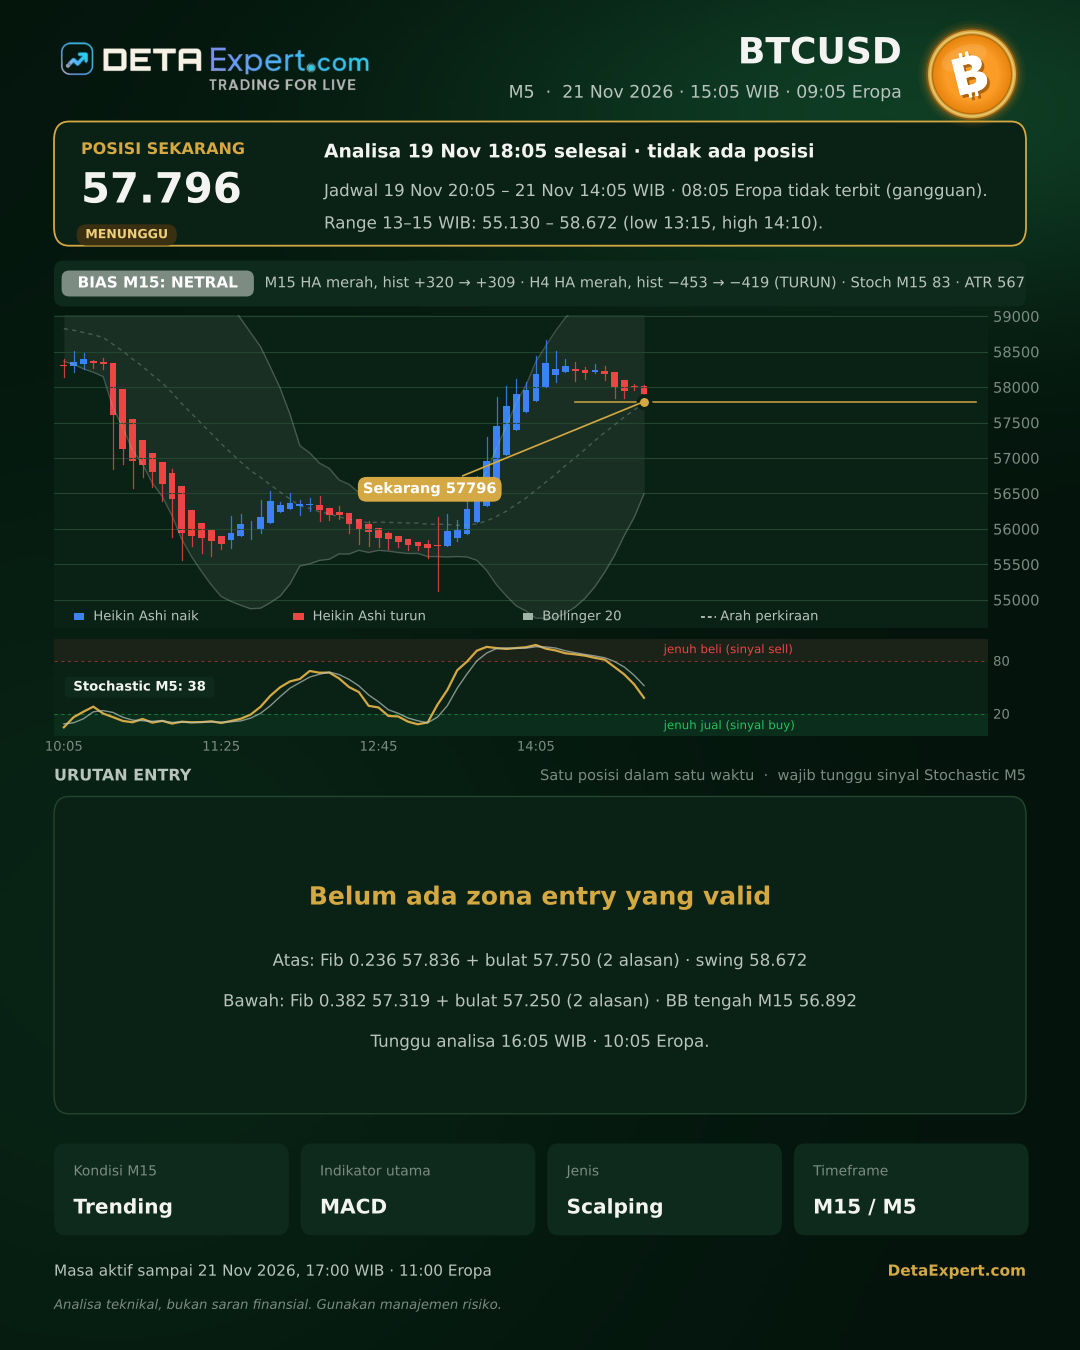 DETA Expert.com
TRADING FOR LIVE
BTCUSD
M5 · 21 Nov 2026 · 15:05 WIB · 09:05 Eropa
POSISI SEKARANG
57.796
MENUNGGU
Analisa 19 Nov 18:05 selesai · tidak ada posisi
Jadwal 19 Nov 20:05 – 21 Nov 14:05 WIB · 08:05 Eropa tidak terbit (gangguan).
Range 13–15 WIB: 55.130 – 58.672 (low 13:15, high 14:10).
BIAS M15: NETRAL
M15 HA merah, hist +320 → +309 · H4 HA merah, hist −453 → −419 (TURUN) · Stoch M15 83 · ATR 567
59000
58500
58000
57500
57000
56500
56000
55500
55000
Sekarang 57796
Heikin Ashi naik
Heikin Ashi turun
Bollinger 20
Arah perkiraan
jenuh beli (sinyal sell)
80
Stochastic M5: 38
20
jenuh jual (sinyal buy)
10:05
11:25
12:45
14:05
URUTAN ENTRY
Satu posisi dalam satu waktu · wajib tunggu sinyal Stochastic M5
Belum ada zona entry yang valid
Atas: Fib 0.236 57.836 + bulat 57.750 (2 alasan) · swing 58.672
Bawah: Fib 0.382 57.319 + bulat 57.250 (2 alasan) · BB tengah M15 56.892
Tunggu analisa 16:05 WIB · 10:05 Eropa.
Kondisi M15
Trending
Indikator utama
MACD
Jenis
Scalping
Timeframe
M15 / M5
Masa aktif sampai 21 Nov 2026, 17:00 WIB · 11:00 Eropa
DetaExpert.com
Analisa teknikal, bukan saran finansial. Gunakan manajemen risiko.